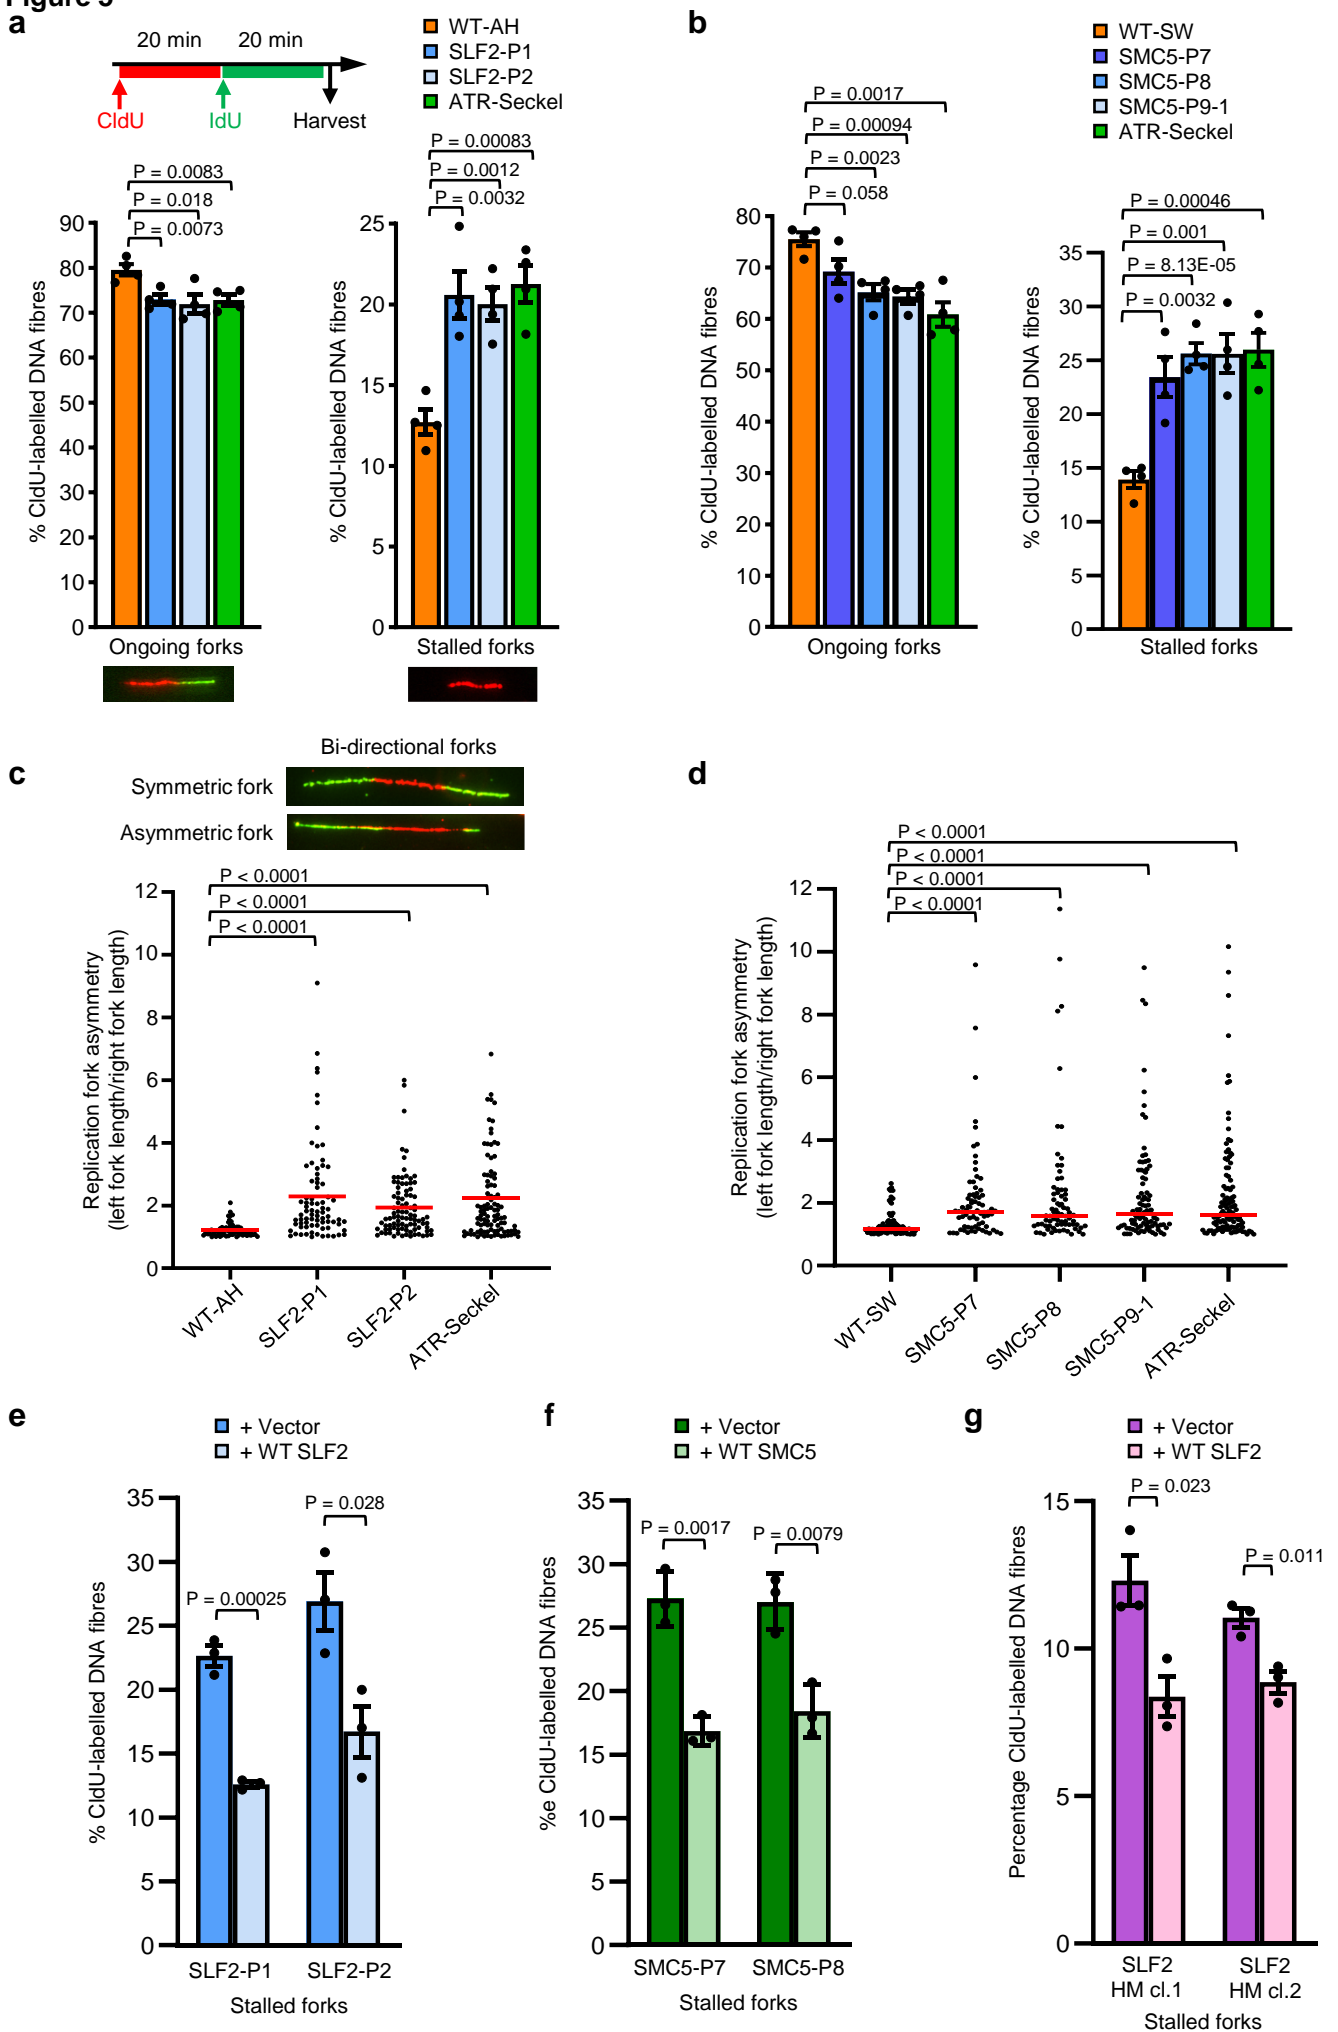 Figure 3
a
20 min 20 min
CldU IdU Harvest
WT-AH
SLF2-P1
SLF2-P2
ATR-Seckel
P = 0.0083
P = 0.018
P = 0.0073
% CldU-labelled DNA fibres
90
80
70
60
50
40
30
20
10
0
Ongoing forks
P = 0.00083
P = 0.0012
P = 0.0032
% CldU-labelled DNA fibres
25
20
15
10
5
0
Stalled forks
b
WT-SW
SMC5-P7
SMC5-P8
SMC5-P9-1
ATR-Seckel
P = 0.0017
P = 0.00094
P = 0.0023
P = 0.058
% CldU-labelled DNA fibres
80
70
60
50
40
30
20
10
0
Ongoing forks
P = 0.00046
P = 0.001
P = 8.13E-05
P = 0.0032
% CldU-labelled DNA fibres
35
30
25
20
15
10
5
0
Stalled forks
c
Bi-directional forks
Symmetric fork
Asymmetric fork
P < 0.0001
P < 0.0001
P < 0.0001
Replication fork asymmetry
(left fork length/right fork length)
12
10
8
6
4
2
0
WT-AH
SLF2-P1
SLF2-P2
ATR-Seckel
d
P < 0.0001
P < 0.0001
P < 0.0001
P < 0.0001
Replication fork asymmetry
(left fork length/right fork length)
12
10
8
6
4
2
0
WT-SW
SMC5-P7
SMC5-P8
SMC5-P9-1
ATR-Seckel
e
+ Vector
+ WT SLF2
P = 0.028
P = 0.00025
% CldU-labelled DNA fibres
35
30
25
20
15
10
5
0
SLF2-P1 SLF2-P2
Stalled forks
f
+ Vector
+ WT SMC5
P = 0.0017
P = 0.0079
%e CldU-labelled DNA fibres
35
30
25
20
15
10
5
0
SMC5-P7 SMC5-P8
Stalled forks
g
+ Vector
+ WT SLF2
P = 0.023
P = 0.011
Percentage CldU-labelled DNA fibres
15
10
5
0
SLF2 SLF2
HM cl.1 HM cl.2
Stalled forks